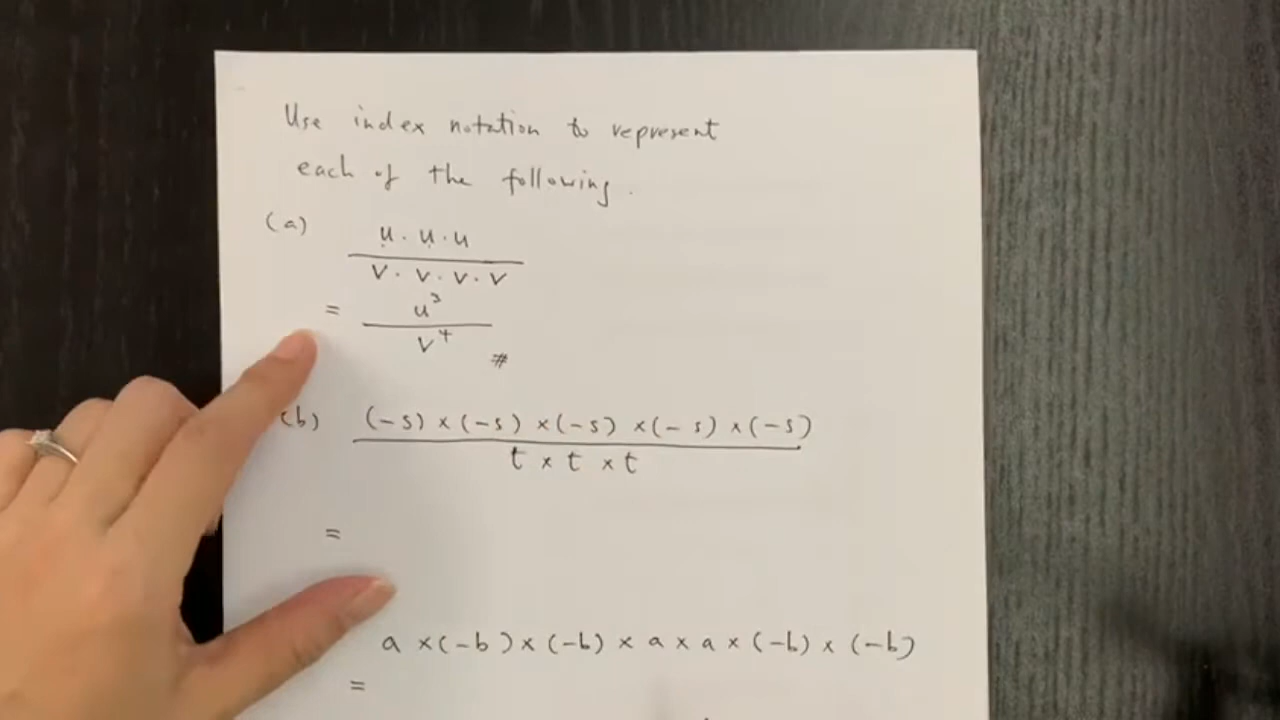 Use index notation to represent
each of the following.
(a)
u · u · u
v · v · v · v
= u³
v⁴ #
(b) (-s) × (-s) × (-s) × (-s) × (-s)
t × t × t
=
a × (-b) × (-b) × a × a × (-b) × (-b)
=